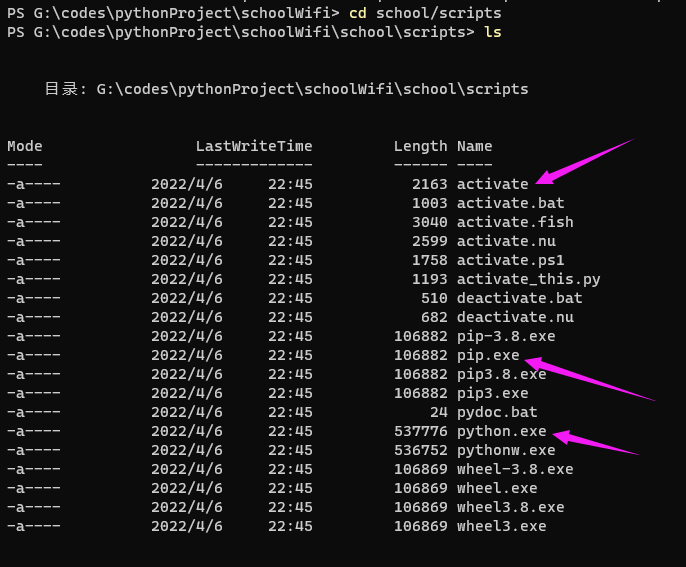 PS G:\codes\pythonProject\schoolWifi> cd school/scripts
PS G:\codes\pythonProject\schoolWifi\school\scripts> ls
目录: G:\codes\pythonProject\schoolWifi\school\scripts
Mode LastWriteTime Length Name
---- ------------- ------ ----
-a---- 2022/4/6 22:45 2163 activate
-a---- 2022/4/6 22:45 1003 activate.bat
-a---- 2022/4/6 22:45 3040 activate.fish
-a---- 2022/4/6 22:45 2599 activate.nu
-a---- 2022/4/6 22:45 1758 activate.ps1
-a---- 2022/4/6 22:45 1193 activate_this.py
-a---- 2022/4/6 22:45 510 deactivate.bat
-a---- 2022/4/6 22:45 682 deactivate.nu
-a---- 2022/4/6 22:45 106882 pip-3.8.exe
-a---- 2022/4/6 22:45 106882 pip.exe
-a---- 2022/4/6 22:45 106882 pip3.8.exe
-a---- 2022/4/6 22:45 106882 pip3.exe
-a---- 2022/4/6 22:45 24 pydoc.bat
-a---- 2022/4/6 22:45 537776 python.exe
-a---- 2022/4/6 22:45 536752 pythonw.exe
-a---- 2022/4/6 22:45 106869 wheel-3.8.exe
-a---- 2022/4/6 22:45 106869 wheel.exe
-a---- 2022/4/6 22:45 106869 wheel3.8.exe
-a---- 2022/4/6 22:45 106869 wheel3.exe